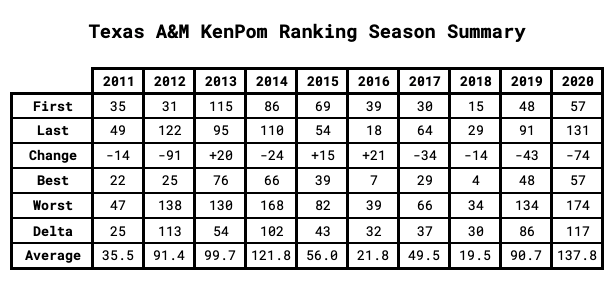 Texas A&M KenPom Ranking Season Summary
2011 2012 2013 2014 2015 2016 2017 2018 2019 2020
First 35 31 115 86 69 39 30 15 48 57
Last 49 122 95 110 54 18 64 29 91 131
Change -14 -91 +20 -24 +15 +21 -34 -14 -43 -74
Best 22 25 76 66 39 7 29 4 48 57
Worst 47 138 130 168 82 39 66 34 134 174
Delta 25 113 54 102 43 32 37 30 86 117
Average 35.5 91.4 99.7 121.8 56.0 21.8 49.5 19.5 90.7 137.8